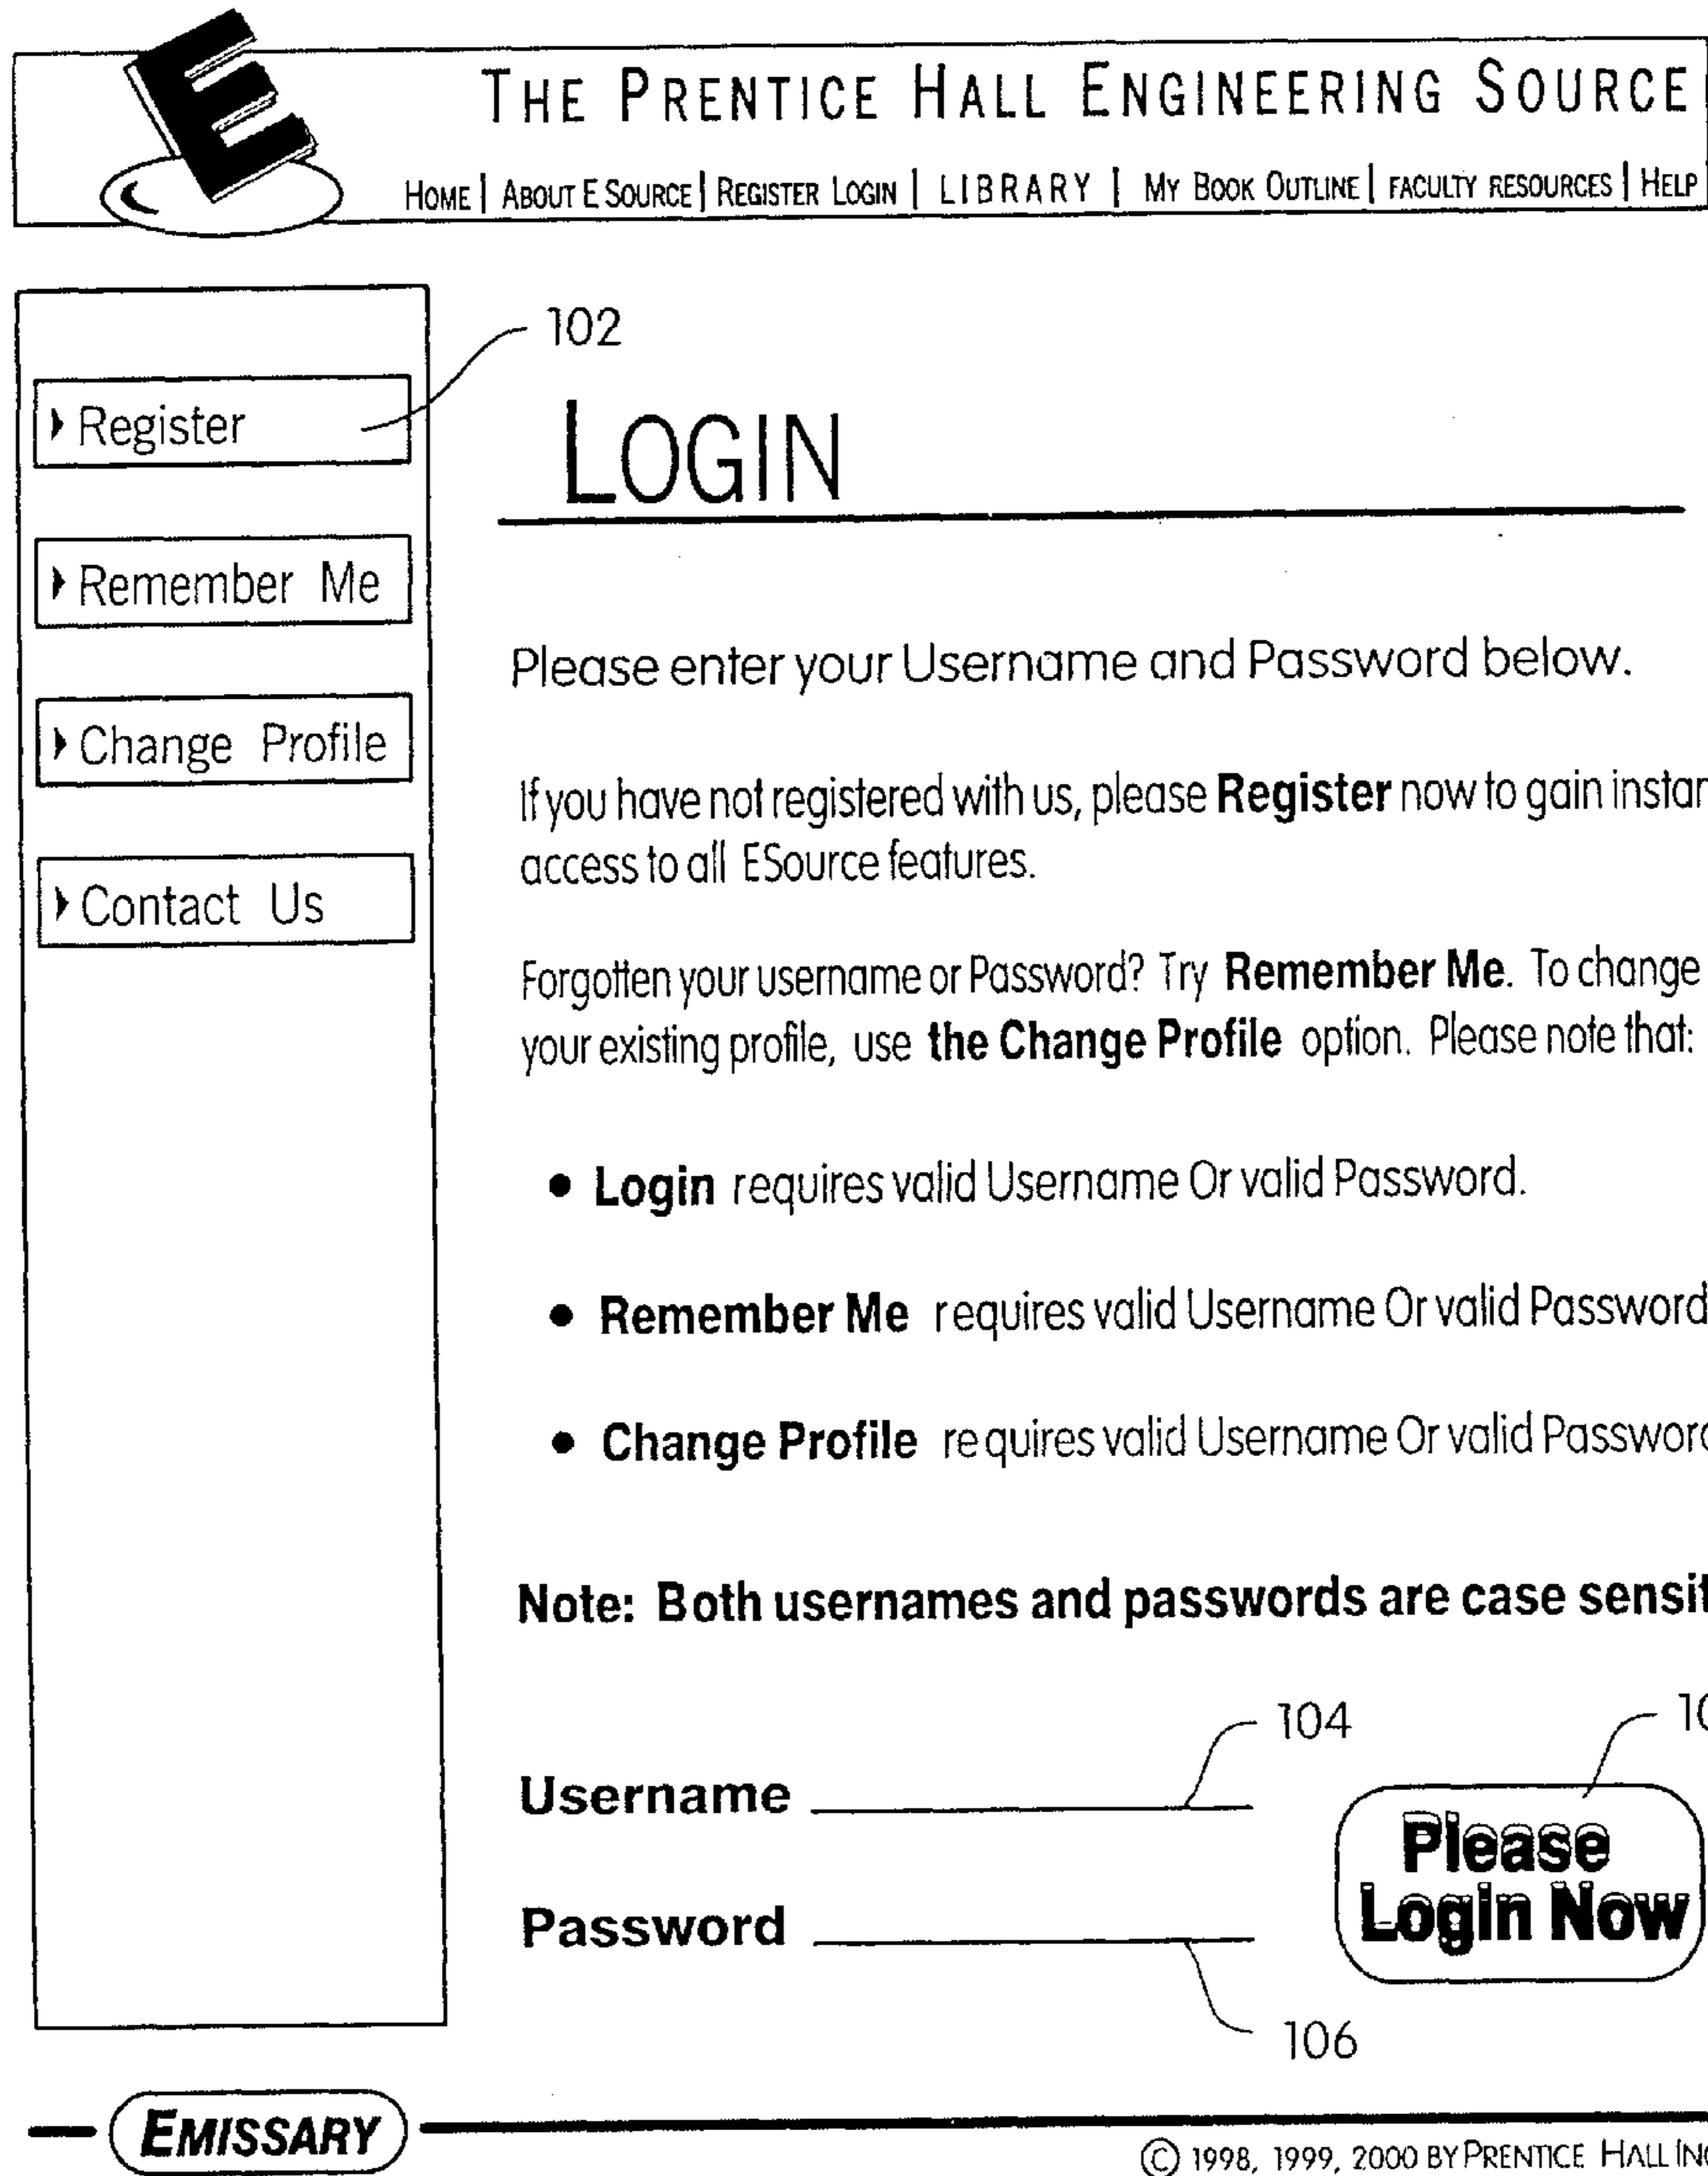 THE PRENTICE HALL ENGINEERING SOURCE
HOME | ABOUT E SOURCE | REGISTER LOGIN | LIBRARY | MY BOOK OUTLINE | FACULTY RESOURCES | HELP
102
Register
LOGIN
Remember Me
Please enter your Username and Password below.
Change Profile
If you have not registered with us, please Register now to gain
access to all ESource features.
Contact Us
Forgotten your username or Password? Try Remember Me. To change
your existing profile, use the Change Profile option. Please note that:
• Login requires valid Username Or valid Password.
• Remember Me requires valid Username Or valid Password
• Change Profile requires valid Username Or valid
Note: Both usernames and passwords are case
104
Username
Please
Login Now
Password
106
EMISSARY
© 1998, 1999, 2000 BY PRENTICE HALL